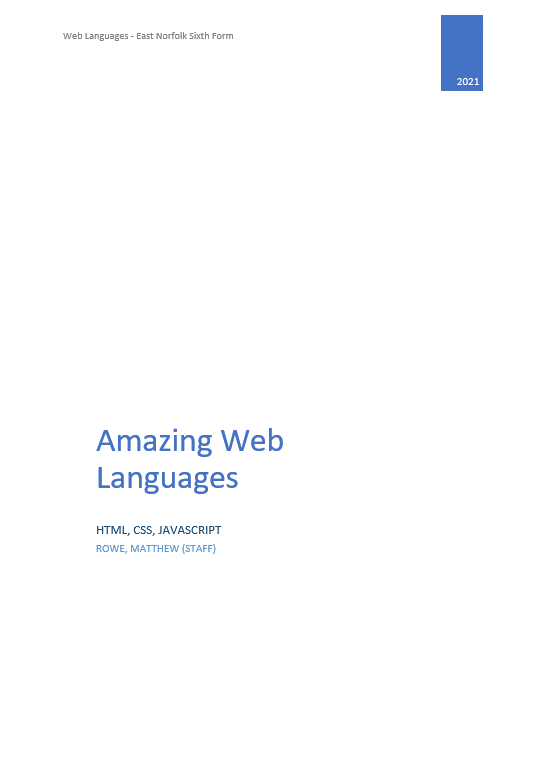 Web Languages - East Norfolk Sixth Form
2021
Amazing Web
Languages
HTML, CSS, JAVASCRIPT
ROWE, MATTHEW (STAFF)